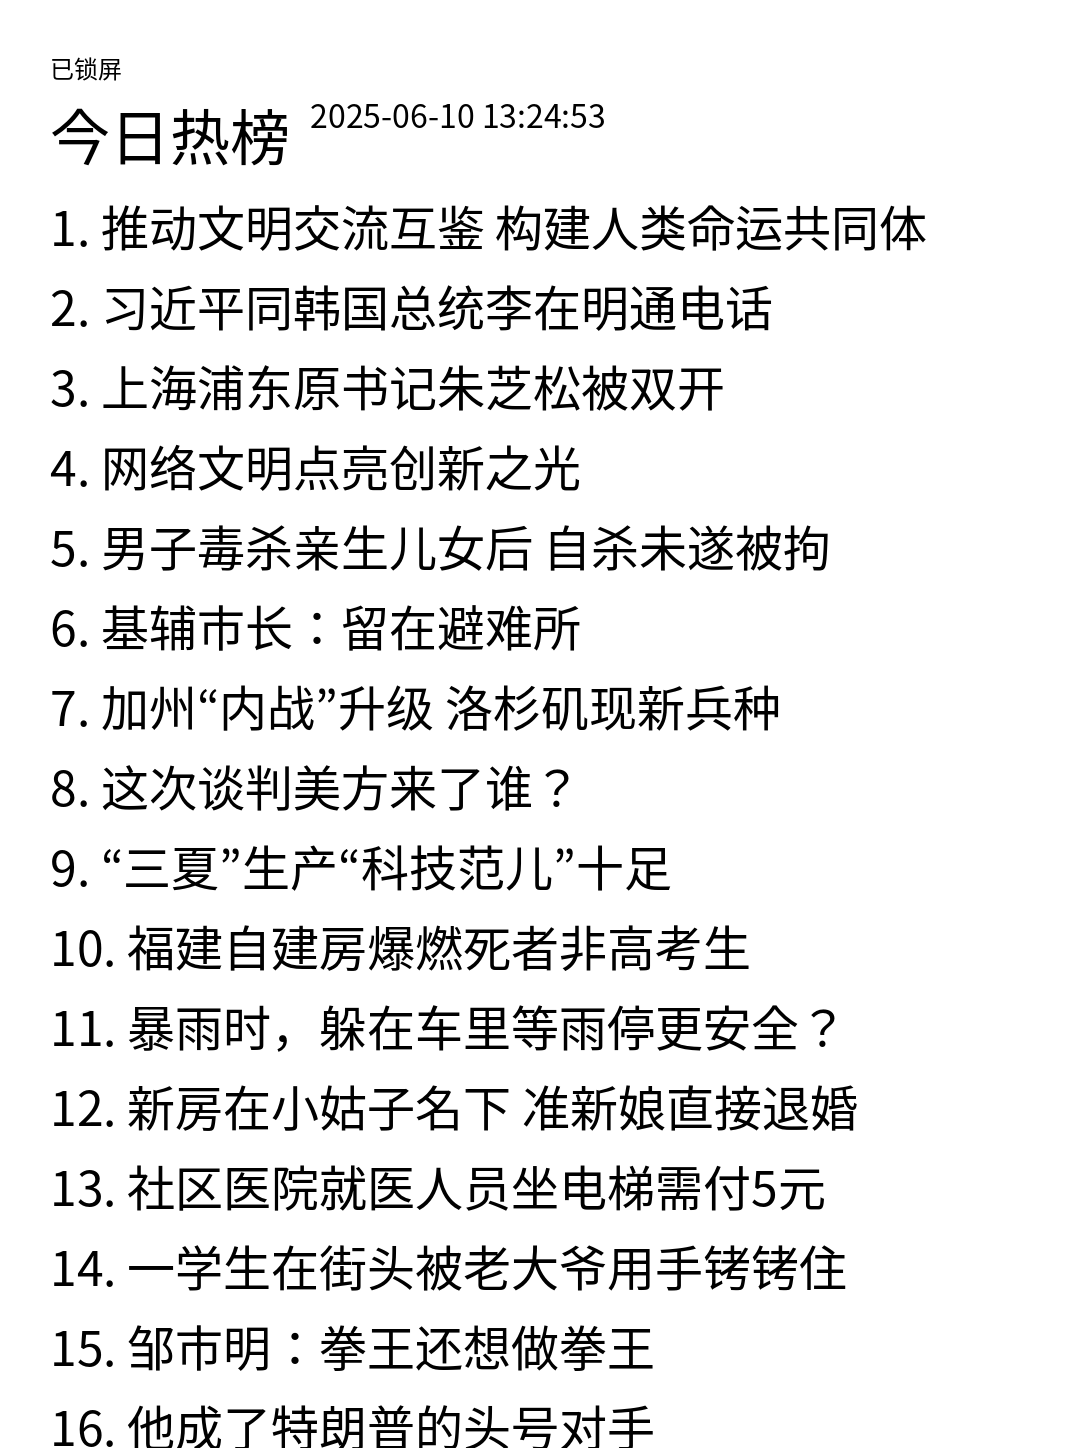 已锁屏
今日热榜 2025-06-10 13:24:53
1. 推动文明交流互鉴 构建人类命运共同体
2. 习近平同韩国总统李在明通电话
3. 上海浦东原书记朱芝松被双开
4. 网络文明点亮创新之光
5. 男子毒杀亲生儿女后 自杀未遂被拘
6. 基辅市长：留在避难所
7. 加州“内战”升级 洛杉矶现新兵种
8. 这次谈判美方来了谁？
9. “三夏”生产“科技范儿”十足
10. 福建自建房爆燃死者非高考生
11. 暴雨时，躲在车里等雨停更安全？
12. 新房在小姑子名下 准新娘直接退婚
13. 社区医院就医人员坐电梯需付5元
14. 一学生在街头被老大爷用手铐铐住
15. 邹市明：拳王还想做拳王
16. 他成了特朗普的头号对手